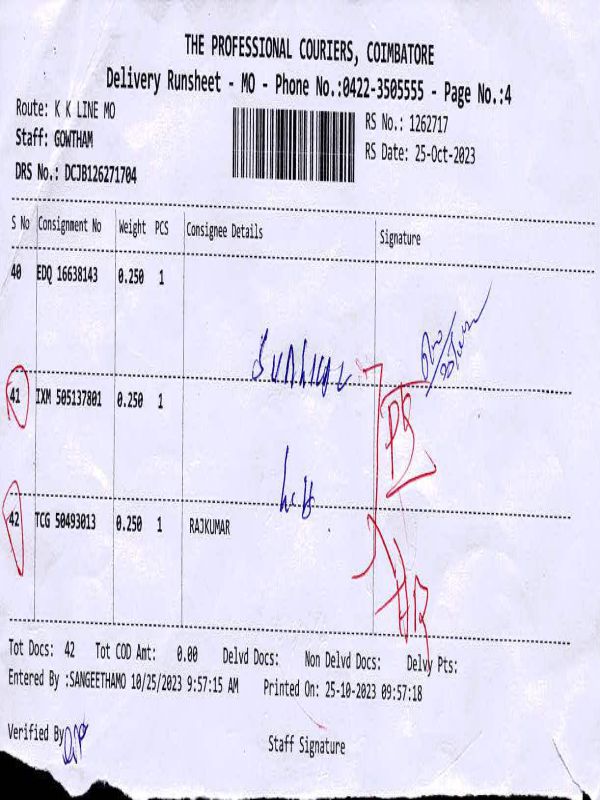 THE PROFESSIONAL COURIERS, COIMBATORE
Delivery Runsheet - MO - Phone No.:0422-3505555 - Page No.:4
Route: K K LINE MO
RS No.: 1262717
Staff: GOWTHAM
RS Date: 25-Oct-2023
DRS No.: DCJB126271704
S No Consignment No Weight PCS Consignee Details Signature
40 EDQ 16638143 0.250 1
41 IXM 505137801 0.250 1
42 TCG 50493013 0.250 1 RAJKUMAR
Tot Docs: 42 Tot COD Amt: 0.00 Delvd Docs: Non Delvd Docs: Delvy Pts:
Entered By :SANGEETHAMO 10/25/2023 9:57:15 AM Printed On: 25-10-2023 09:57:18
Verified By
Staff Signature